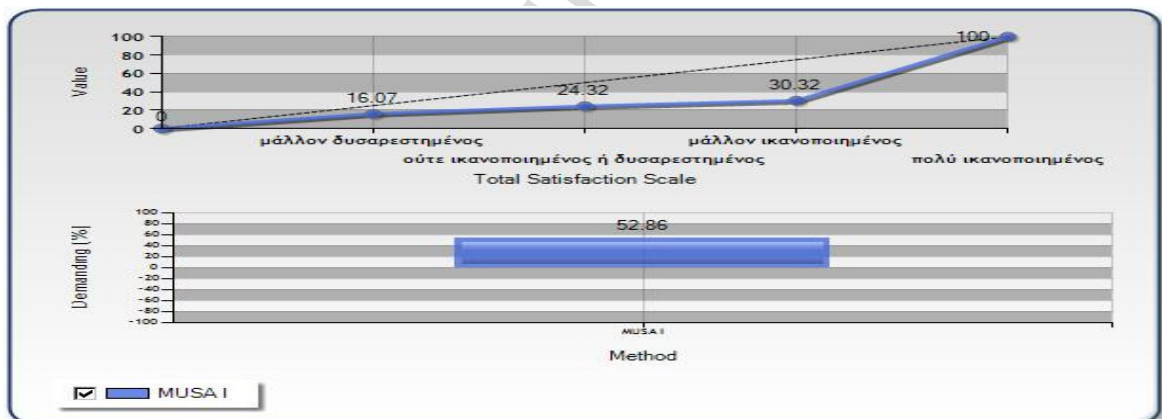 100
80
60
40
20
0
Value
0
16.07
24.32
30.32
100
μάλλον δυσαρεστημένος
μάλλον ικανοποιημένος
ούτε ικανοποιημένος ή δυσαρεστημένος
πολύ ικανοποιημένος
Total Satisfaction Scale
100
80
60
40
20
0
-20
-40
-60
-80
-100
Demanding (%)
52.86
MUSA I
Method
MUSA I